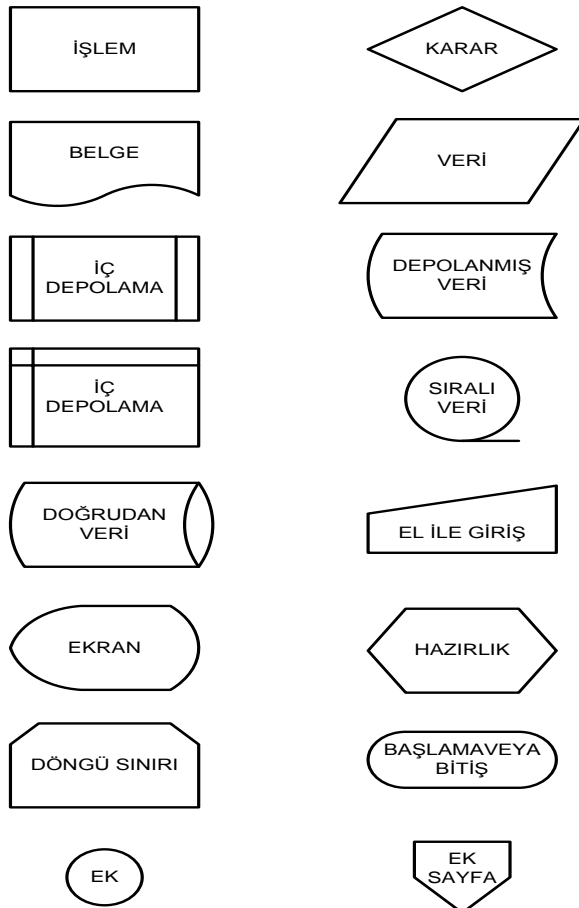 İŞLEM
KARAR
BELGE
VERİ
İÇ
DEPOLAMA
DEPOLANMIŞ
VERİ
İÇ
DEPOLAMA
SIRALI
VERİ
DOĞRUDAN
VERİ
EL İLE GİRİŞ
EKRAN
HAZIRLIK
DÖNGÜ SINIRI
BAŞLAMAVEYA
BİTİŞ
EK
EK
SAYFA